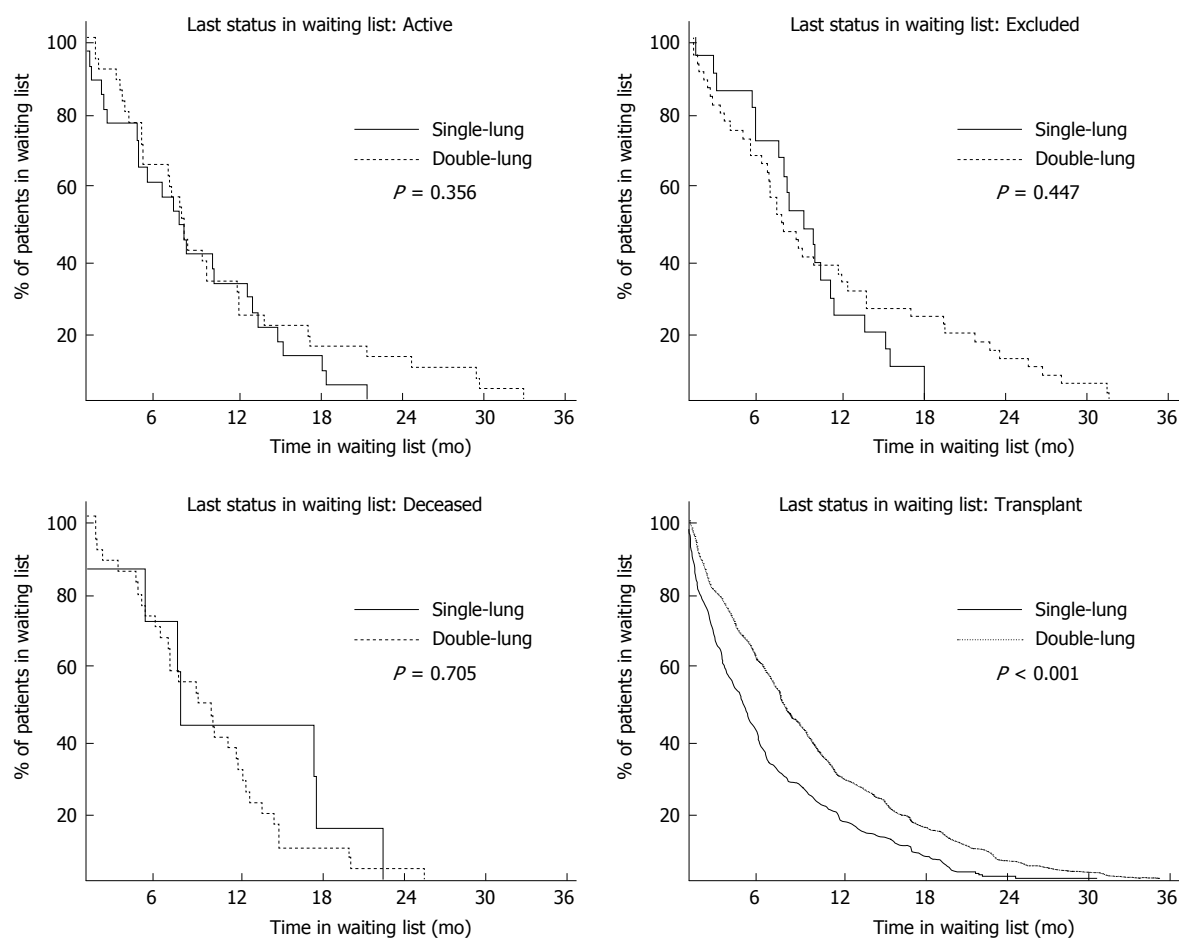 Last status in waiting list: Active
% of patients in waiting list
100
80
60
40
20
Single-lung
Double-lung
P = 0.356
6 12 18 24 30 36
Time in waiting list (mo)
Last status in waiting list: Excluded
% of patients in waiting list
100
80
60
40
20
Single-lung
Double-lung
P = 0.447
6 12 18 24 30 36
Time in waiting list (mo)
Last status in waiting list: Deceased
% of patients in waiting list
100
80
60
40
20
Single-lung
Double-lung
P = 0.705
6 12 18 24 30 36
Time in waiting list (mo)
Last status in waiting list: Transplant
% of patients in waiting list
100
80
60
40
20
Single-lung
Double-lung
P < 0.001
6 12 18 24 30 36
Time in waiting list (mo)